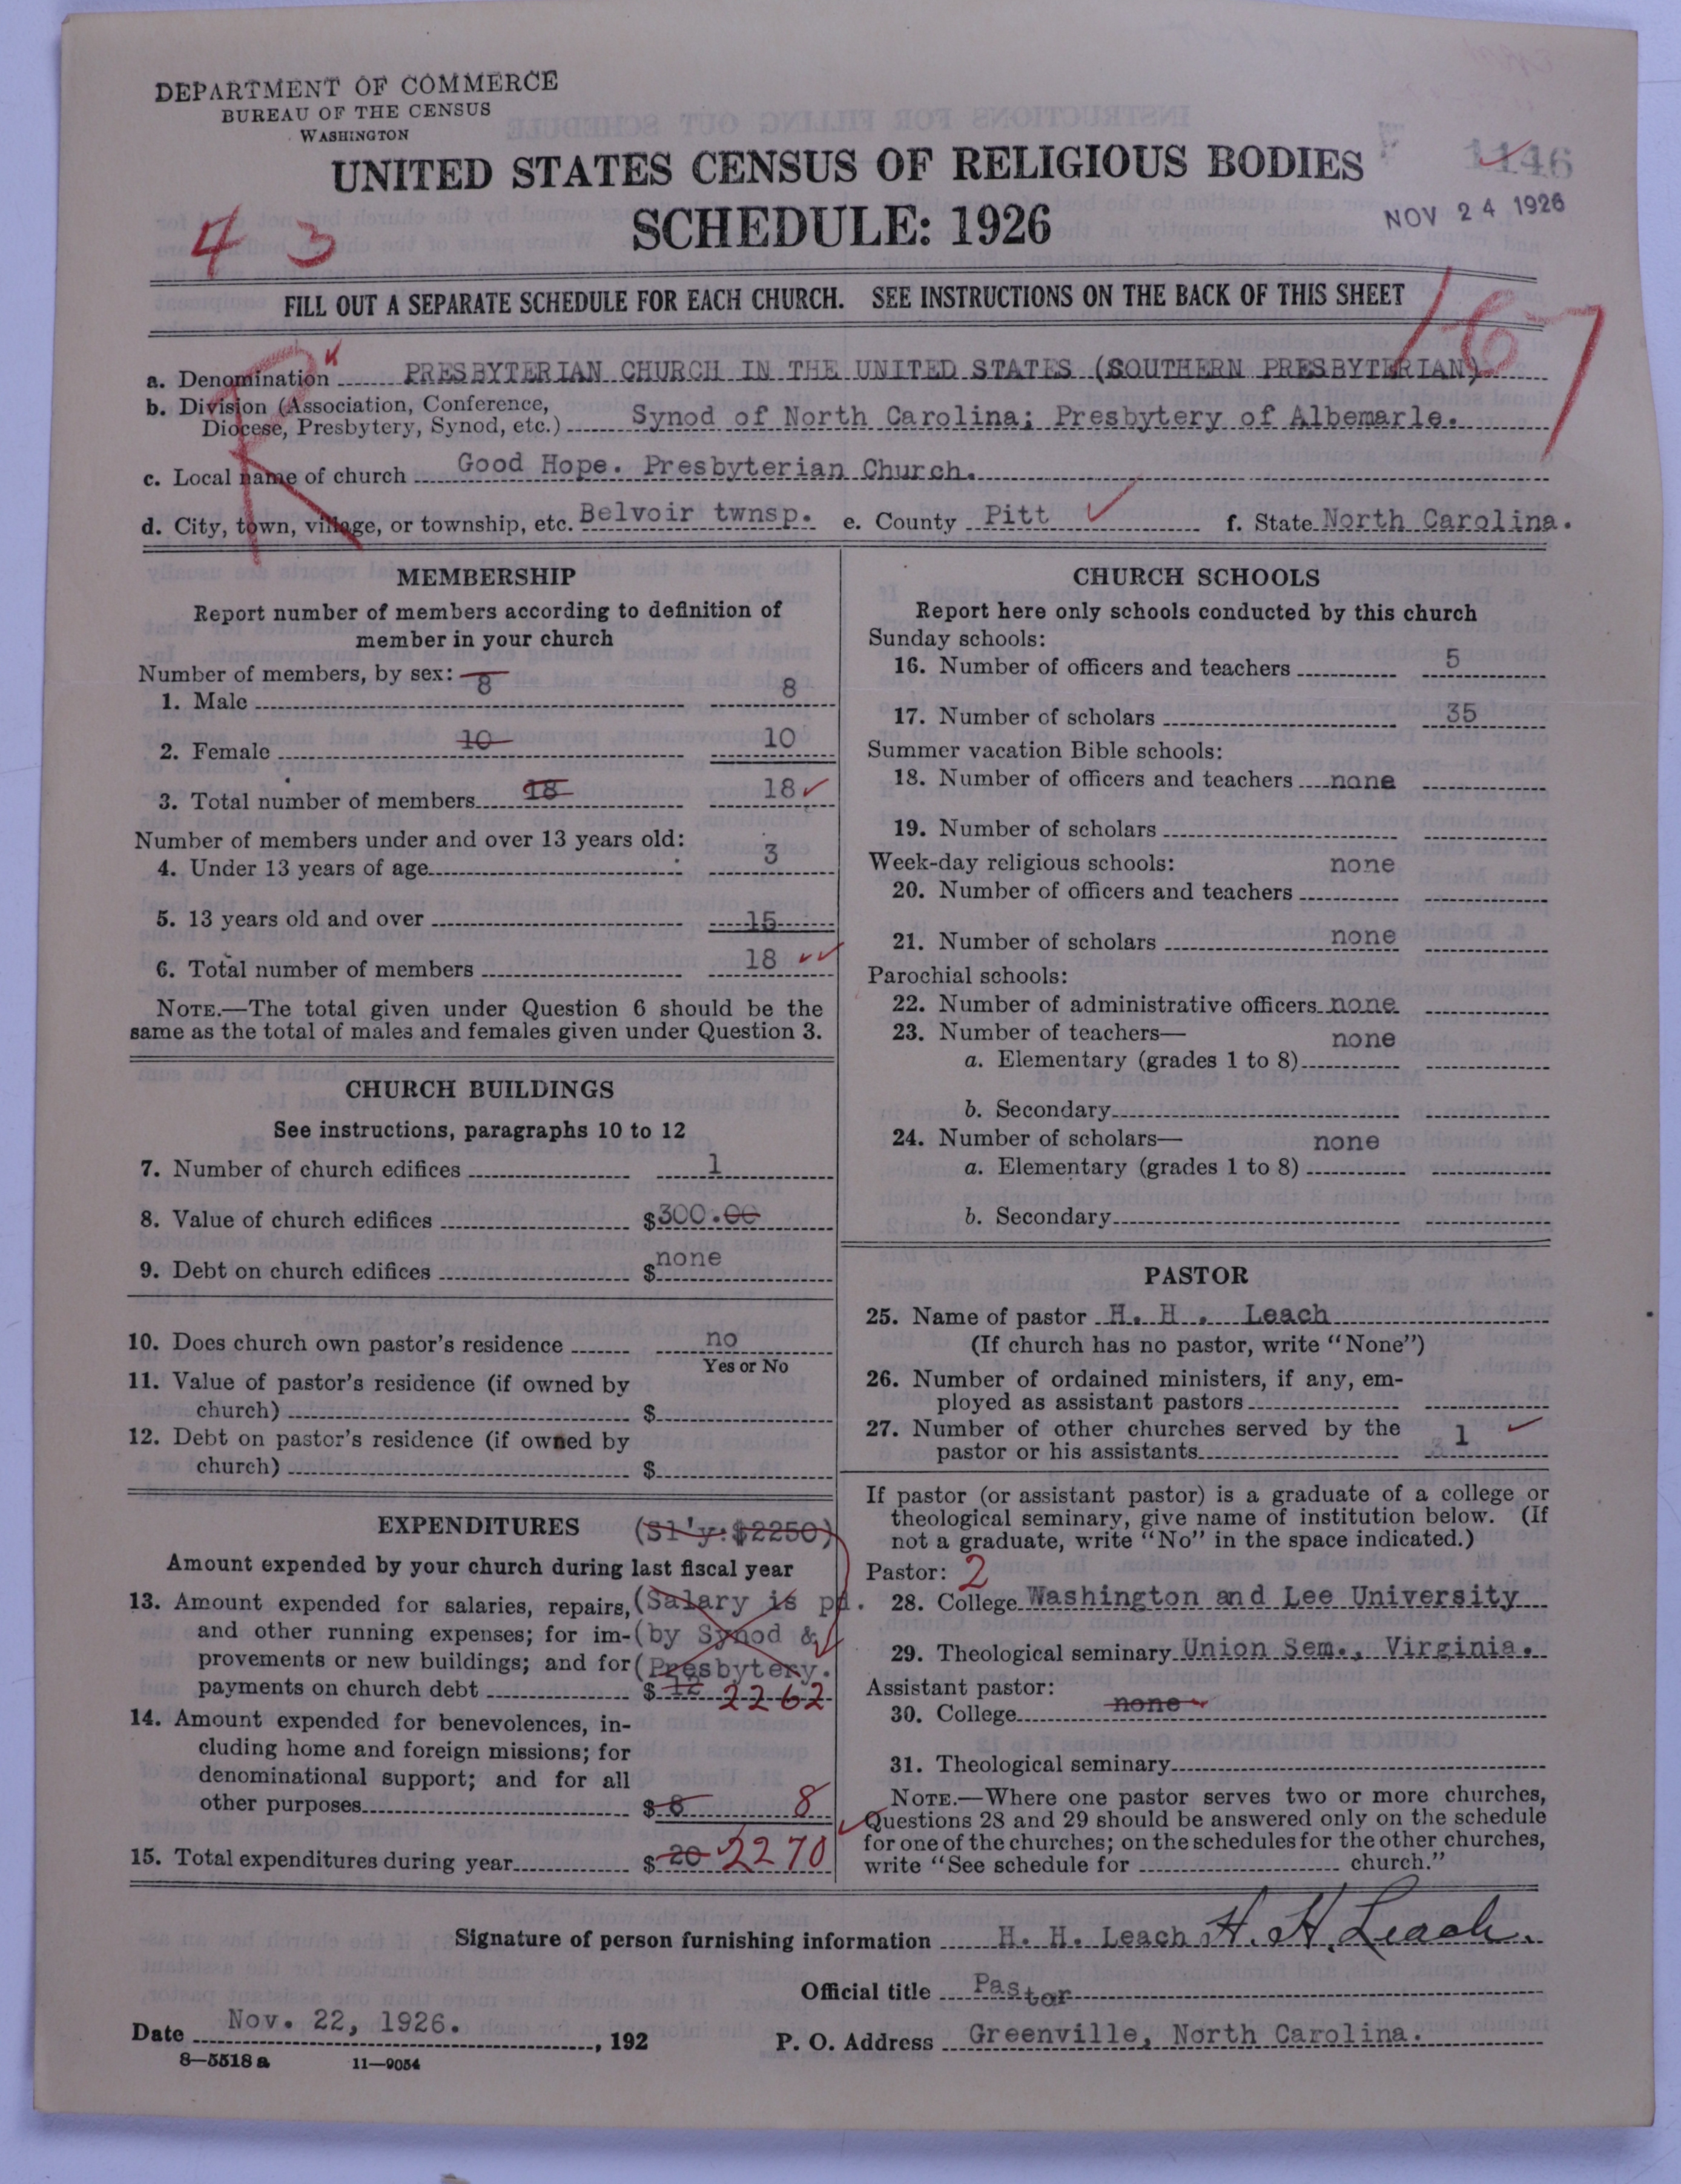 DEPARTMENT OF COMMERCE
BUREAU OF THE CENSUS
WASHINGTON
UNITED STATES CENSUS OF RELIGIOUS BODIES
1146
SCHEDULE: 1926
NOV 24 1926
4 3
FILL OUT A SEPARATE SCHEDULE FOR EACH CHURCH. SEE INSTRUCTIONS ON THE BACK OF THIS SHEET
1-67
R
a. Denomination PRESBYTERIAN CHURCH IN THE UNITED STATES (SOUTHERN PRESBYTERIAN)
b. Division (Association, Conference,
Diocese, Presbytery, Synod, etc.) Synod of North Carolina; Presbytery of Albemarle.
c. Local name of church Good Hope. Presbyterian Church.
d. City, town, village, or township, etc. Belvoir twnsp. e. County Pitt f. State North Carolina.
MEMBERSHIP
Report number of members according to definition of
member in your church
Number of members, by sex: 8
1. Male 8
2. Female 10 10
3. Total number of members 18 18
Number of members under and over 13 years old:
4. Under 13 years of age 3
5. 13 years old and over 15
6. Total number of members 18
NOTE.—The total given under Question 6 should be the
same as the total of males and females given under Question 3.
CHURCH BUILDINGS
See instructions, paragraphs 10 to 12
7. Number of church edifices 1
8. Value of church edifices $300.00
9. Debt on church edifices $none
10. Does church own pastor's residence no
Yes or No
11. Value of pastor's residence (if owned by
church) $
12. Debt on pastor's residence (if owned by
church) $
EXPENDITURES (Sl'y:$2250)
Amount expended by your church during last fiscal year
13. Amount expended for salaries, repairs, (Salary is pd.
and other running expenses; for im- (by Synod &
provements or new buildings; and for (Presbytery.
payments on church debt $ 12 2262
14. Amount expended for benevolences, in-
cluding home and foreign missions; for
denominational support; and for all
other purposes $ 8 8
15. Total expenditures during year $ 20 2270
CHURCH SCHOOLS
Report here only schools conducted by this church
Sunday schools:
16. Number of officers and teachers 5
17. Number of scholars 35
Summer vacation Bible schools:
18. Number of officers and teachers none
19. Number of scholars
Week-day religious schools: none
20. Number of officers and teachers
21. Number of scholars none
Parochial schools:
22. Number of administrative officers none
23. Number of teachers— none
a. Elementary (grades 1 to 8)
b. Secondary
24. Number of scholars— none
a. Elementary (grades 1 to 8)
b. Secondary
PASTOR
25. Name of pastor H. H. Leach
(If church has no pastor, write "None")
26. Number of ordained ministers, if any, em-
ployed as assistant pastors
27. Number of other churches served by the
pastor or his assistants 1
If pastor (or assistant pastor) is a graduate of a college or
theological seminary, give name of institution below. (If
not a graduate, write "No" in the space indicated.)
Pastor: 2
28. College Washington and Lee University
29. Theological seminary Union Sem., Virginia.
Assistant pastor:
30. College none
31. Theological seminary
NOTE.—Where one pastor serves two or more churches,
Questions 28 and 29 should be answered only on the schedule
for one of the churches; on the schedules for the other churches,
write "See schedule for church."
Signature of person furnishing information H. H. Leach H. H. Leach.
Official title Pastor
Date Nov. 22, 1926. , 192
P. O. Address Greenville, North Carolina.
8—5518 a 11—9054